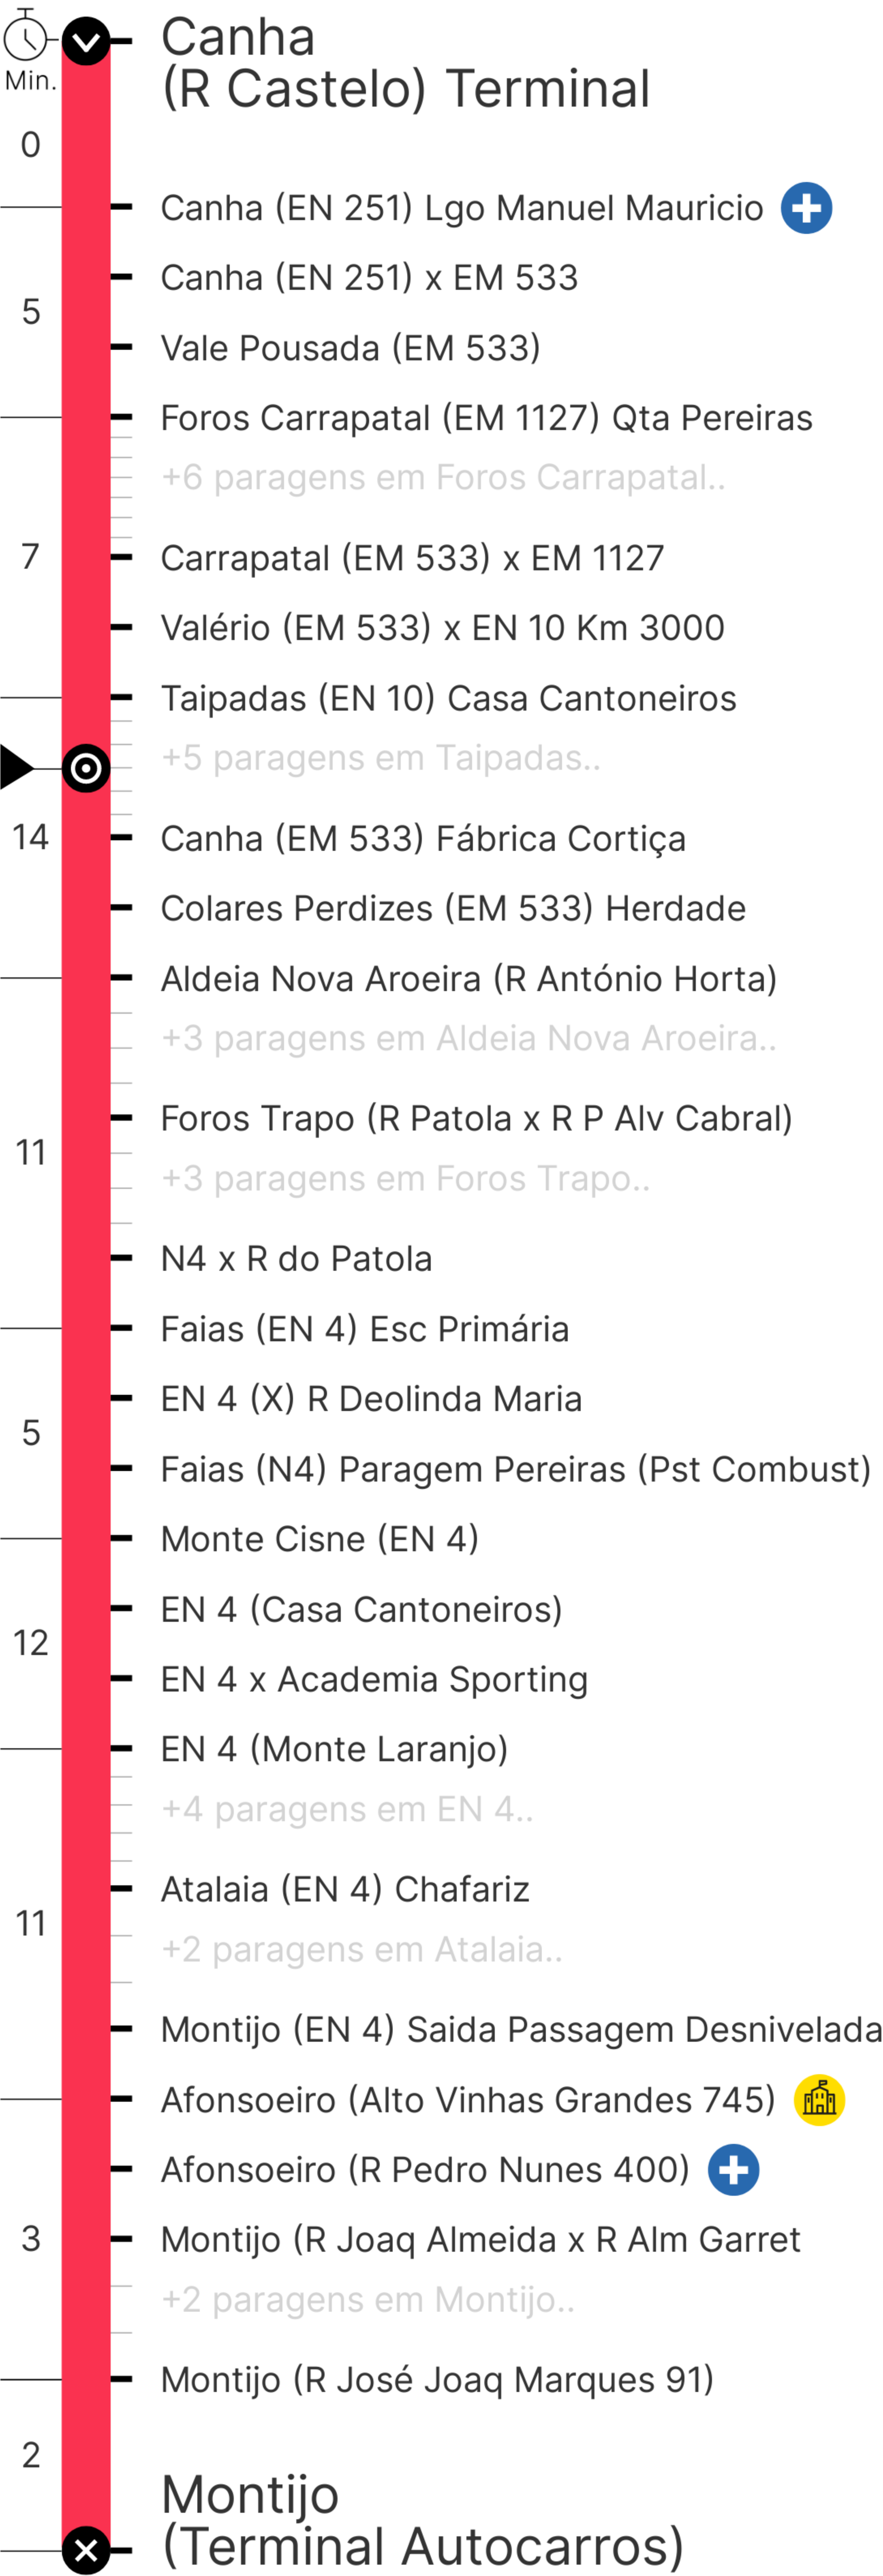 Canha
(R Castelo) Terminal
Min.
0
Canha (EN 251) Lgo Manuel Mauricio
Canha (EN 251) x EM 533
5
Vale Pousada (EM 533)
Foros Carrapatal (EM 1127) Qta Pereiras
+6 paragens em Foros Carrapatal..
7
Carrapatal (EM 533) x EM 1127
Valério (EM 533) x EN 10 Km 3000
Taipadas (EN 10) Casa Cantoneiros
+5 paragens em Taipadas..
14
Canha (EM 533) Fábrica Cortiça
Colares Perdizes (EM 533) Herdade
Aldeia Nova Aroeira (R António Horta)
+3 paragens em Aldeia Nova Aroeira..
Foros Trapo (R Patola x R P Alv Cabral)
11
+3 paragens em Foros Trapo..
N4 x R do Patola
Faias (EN 4) Esc Primária
EN 4 (X) R Deolinda Maria
5
Faias (N4) Paragem Pereiras (Pst Combust)
Monte Cisne (EN 4)
EN 4 (Casa Cantoneiros)
12
EN 4 x Academia Sporting
EN 4 (Monte Laranjo)
+4 paragens em EN 4..
Atalaia (EN 4) Chafariz
11
+2 paragens em Atalaia..
Montijo (EN 4) Saida Passagem Desnivelada
Afonsoeiro (Alto Vinhas Grandes 745)
Afonsoeiro (R Pedro Nunes 400)
3
Montijo (R Joaq Almeida x R Alm Garret
+2 paragens em Montijo..
Montijo (R José Joaq Marques 91)
2
Montijo
(Terminal Autocarros)